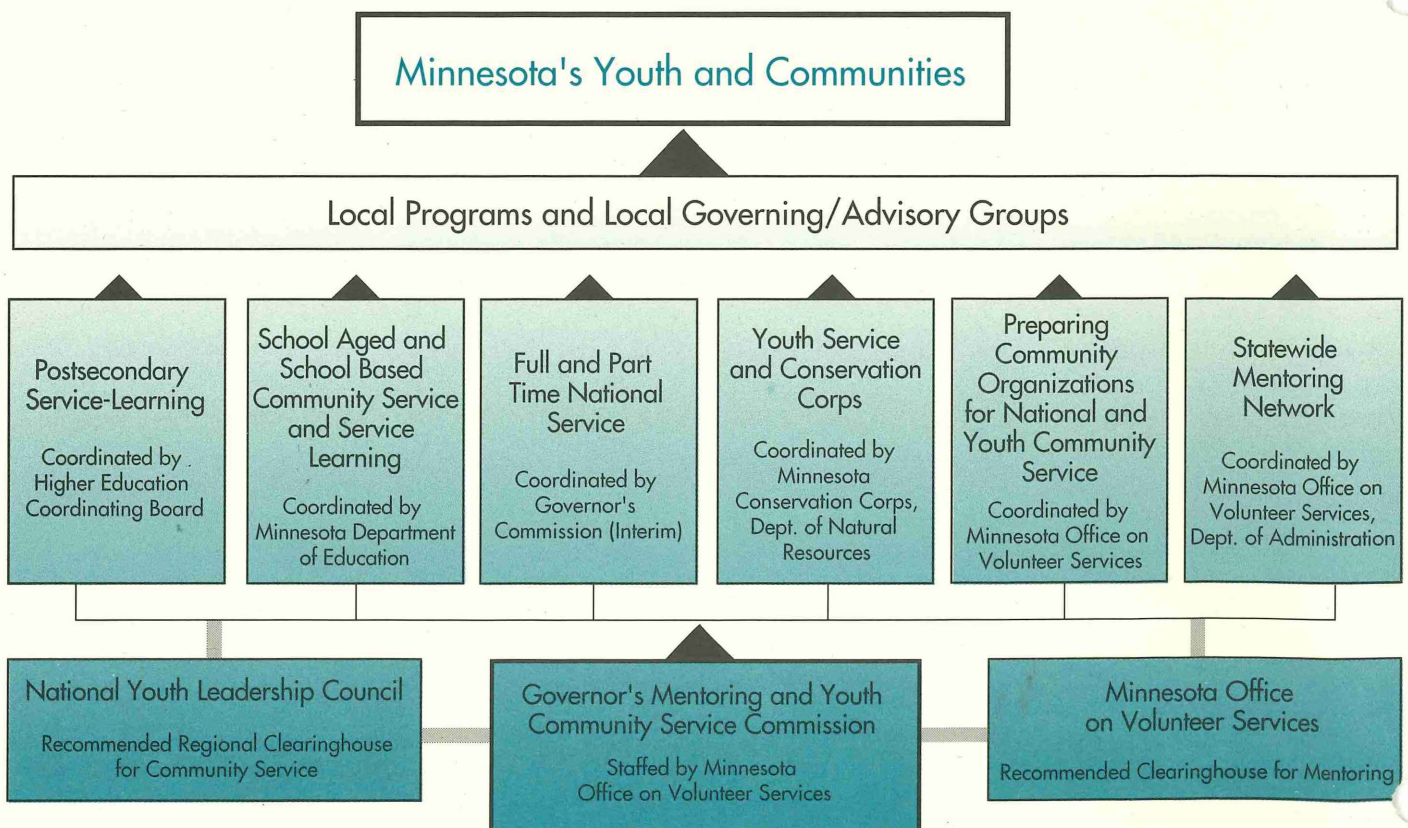 Minnesota's Youth and Communities
Local Programs and Local Governing/Advisory Groups
Postsecondary
Service-Learning
Coordinated by
Higher Education
Coordinating Board
School Aged and
School Based
Community Service
and Service
Learning
Coordinated by
Minnesota Department
of Education
Full and Part
Time National
Service
Coordinated by
Governor's
Commission (Interim)
Youth Service
and Conservation
Corps
Coordinated by
Minnesota
Conservation Corps,
Dept. of Natural
Resources
Preparing
Community
Organizations
for National and
Youth Community
Service
Coordinated by
Minnesota Office on
Volunteer Services
Statewide
Mentoring
Network
Coordinated by
Minnesota Office on
Volunteer Services,
Dept. of Administration
National Youth Leadership Council
Recommended Regional Clearinghouse
for Community Service
Governor's Mentoring and Youth
Community Service Commission
Staffed by Minnesota
Office on Volunteer Services
Minnesota Office
on Volunteer Services
Recommended Clearinghouse for Mentoring